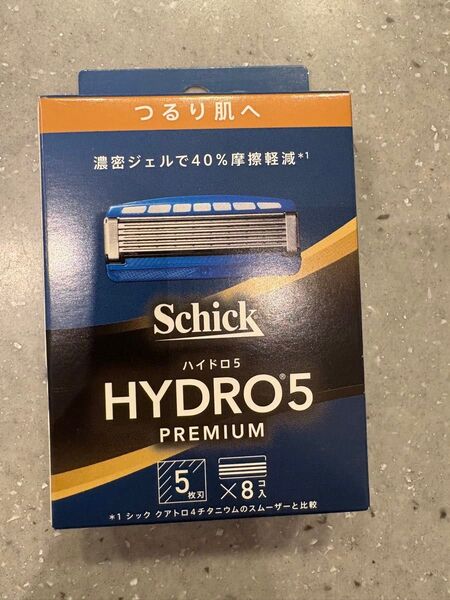 つるり肌へ
濃密ジェルで40%摩擦軽減*1
Schick
ハイドロ5
HYDRO®5
PREMIUM
5枚刃 ×8コ入
*1 シック クアトロ4チタニウムのスムーザーと比較